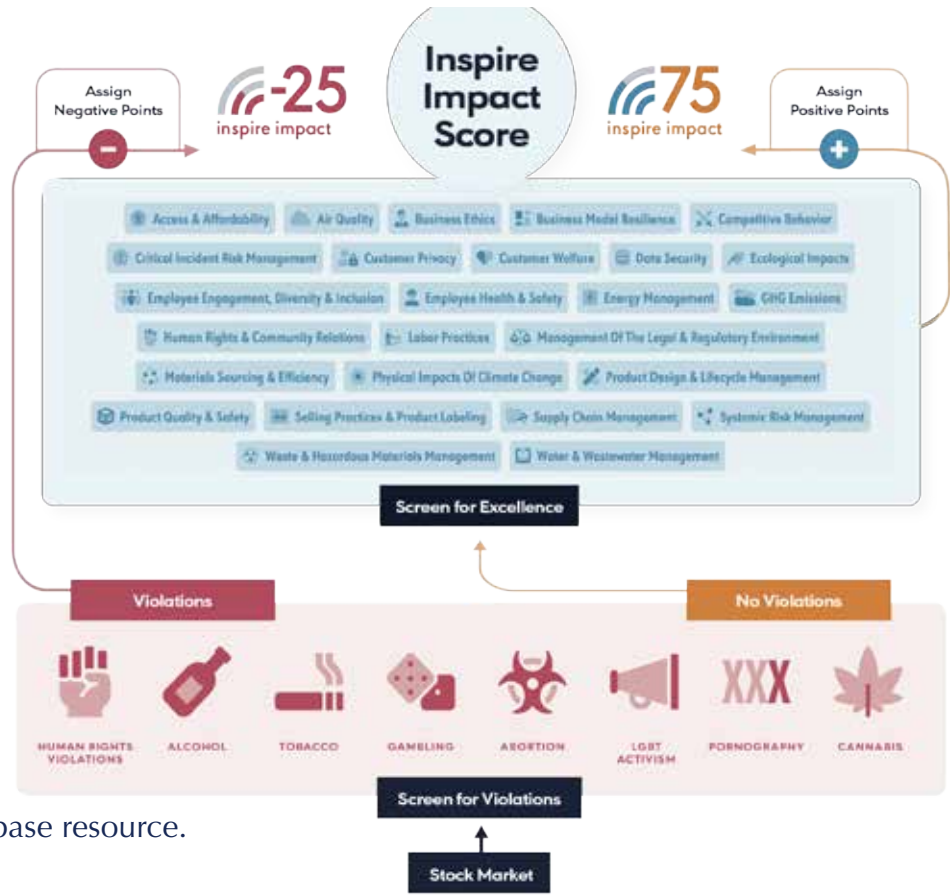 Inspire
Impact
Score
Assign
Negative Points
-25
inspire impact
75
inspire impact
Assign
Positive Points
Access & Affordability Air Quality Business Ethics Business Model Resilience Competitive Behavior
Critical Incident Risk Management Customer Privacy Customer Welfare Data Security Ecological Impacts
Employee Engagement, Diversity & Inclusion Employee Health & Safety Energy Management GHG Emissions
Human Rights & Community Relations Labor Practices Management Of The Legal & Regulatory Environment
Materials Sourcing & Efficiency Physical Impacts Of Climate Change Product Design & Lifecycle Management
Product Quality & Safety Selling Practices & Product Labeling Supply Chain Management Systemic Risk Management
Waste & Hazardous Materials Management Water & Wastewater Management
Screen for Excellence
Violations
No Violations
XXX
HUMAN RIGHTS
VIOLATIONS
ALCOHOL
TOBACCO
GAMBLING
ABORTION
LGBT
ACTIVISM
PORNOGRAPHY
CANNABIS
Screen for Violations
base resource.
Stock Market